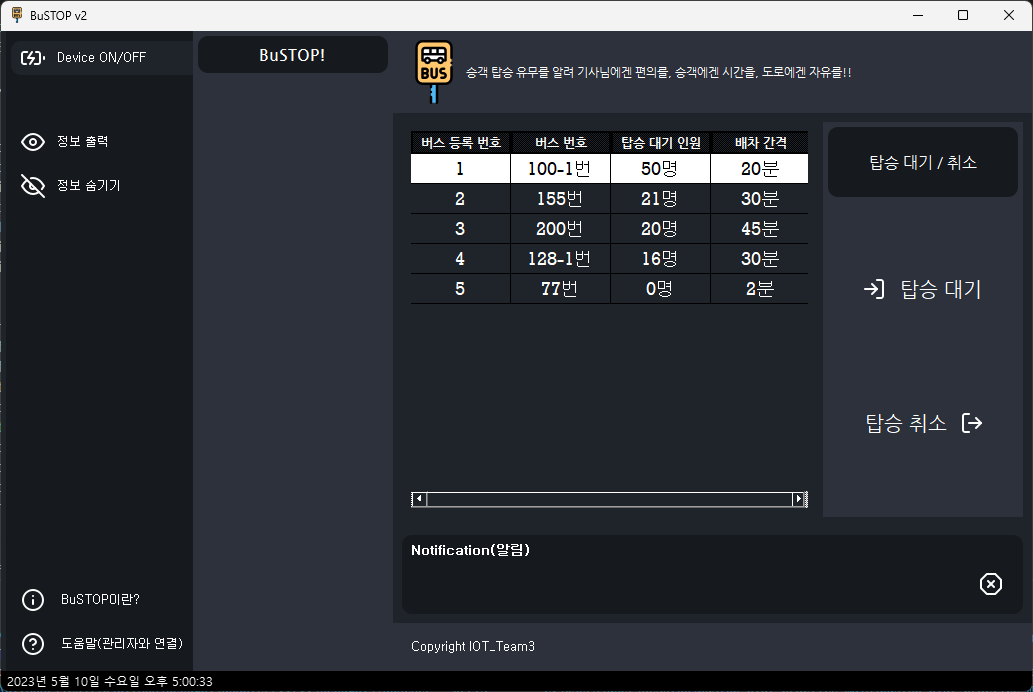 BuSTOP v2
Device ON/OFF
정보 출력
정보 숨기기
BuSTOP이란?
도움말(관리자와 연결)
BuSTOP!
BUS
승객 탑승 유무를 알려 기사님에겐 편의를, 승객에겐 시간을, 도로에겐 자유를!!
버스 등록 번호 버스 번호 탑승 대기 인원 배차 간격
1 100-1번 50명 20분
2 155번 21명 30분
3 200번 20명 45분
4 128-1번 16명 30분
5 77번 0명 2분
탑승 대기 / 취소
탑승 대기
탑승 취소
Notification(알림)
Copyright IOT_Team3
2023년 5월 10일 수요일 오후 5:00:33